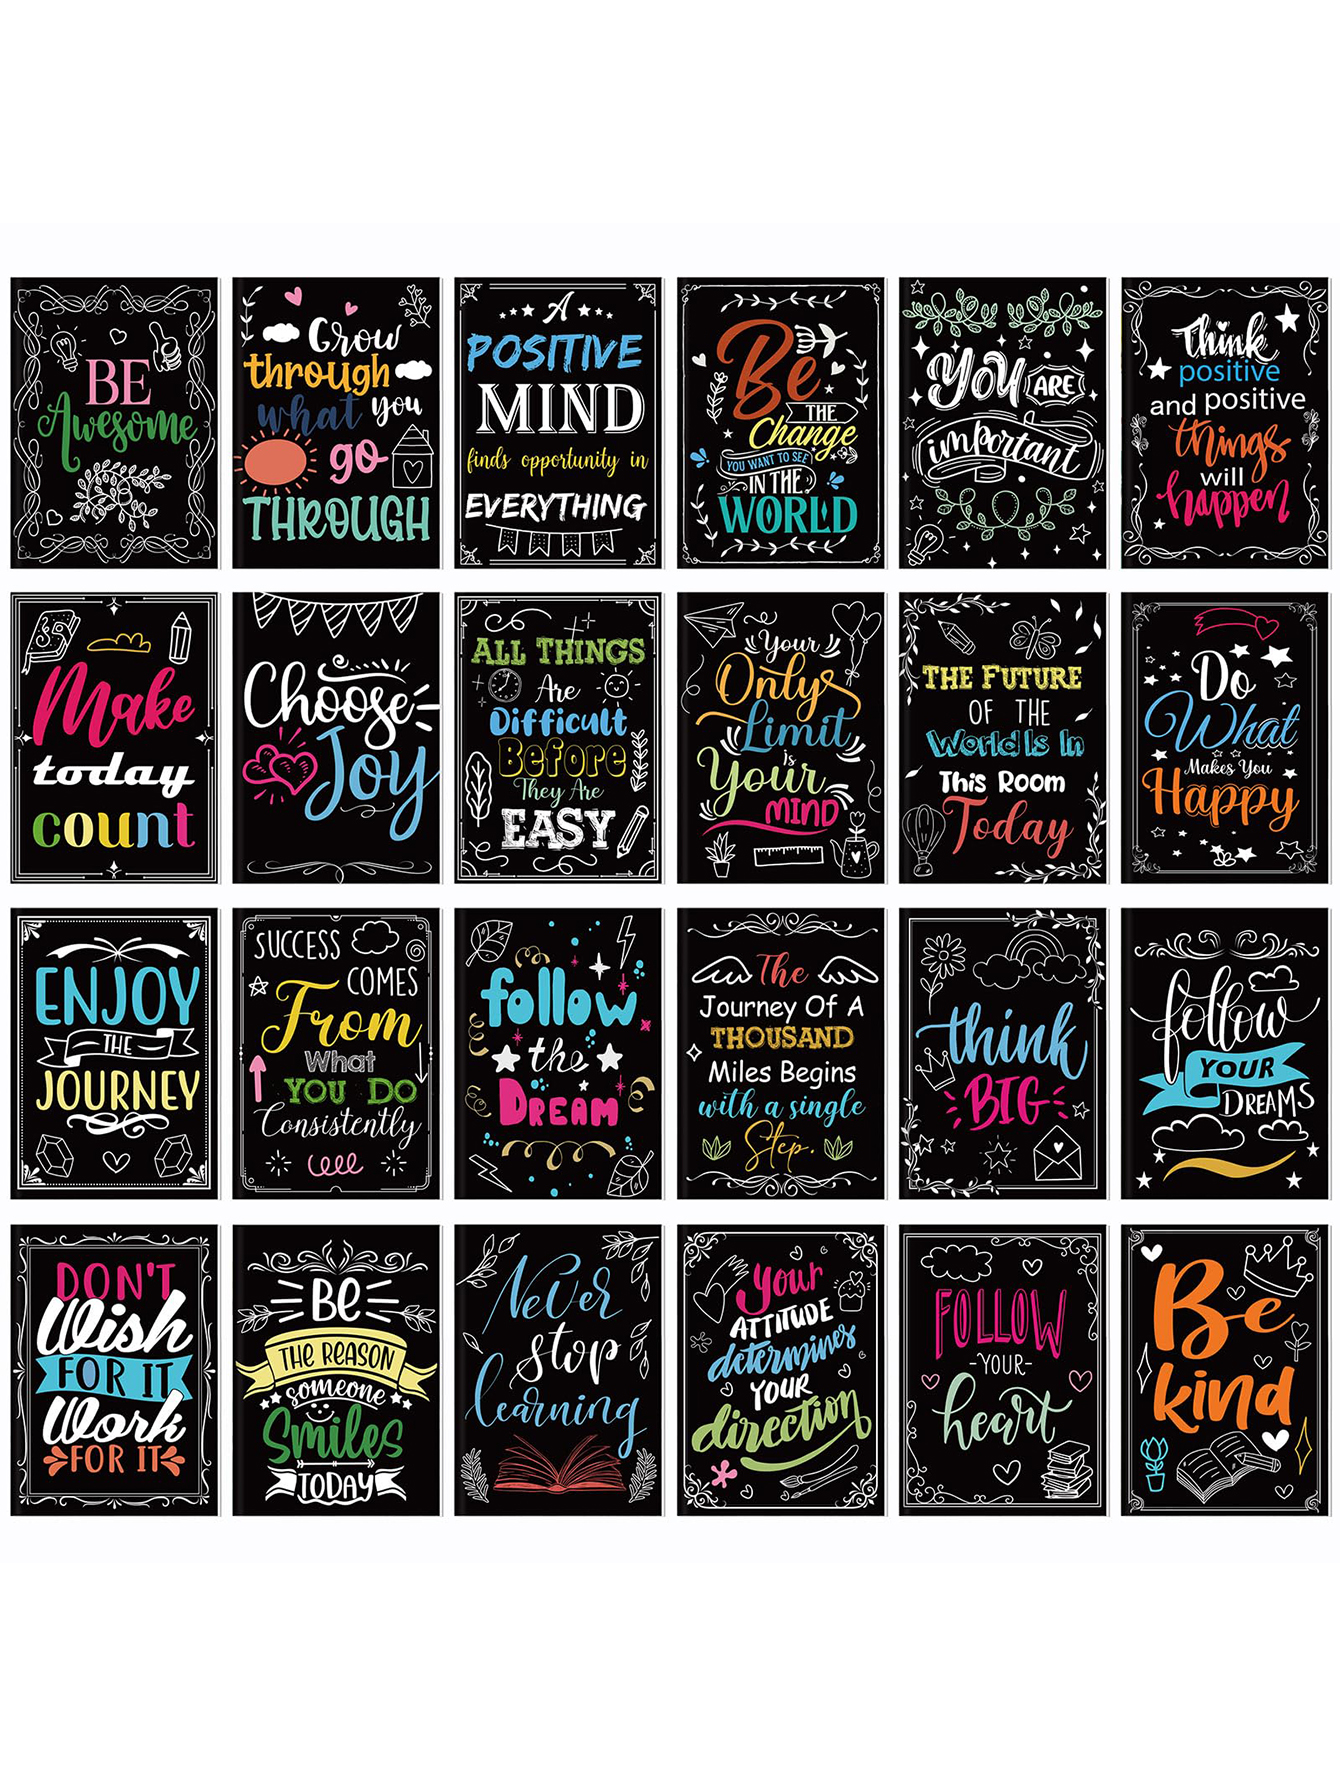 BE
Awesome
Grow
through
what you
go
THROUGH
A
POSITIVE
MIND
finds opportunity in
EVERYTHING
Be
THE
Change
YOU WANT TO SEE
IN THE
WORLD
YOU ARE
important
Think
positive
and positive
things
will
happen
Make
today
count
Choose
Joy
ALL THINGS
Are
Difficult
Before
They Are
EASY
Your
Only
Limit
is
Your
MIND
THE FUTURE
OF THE
World Is In
This Room
Today
Do
What
Makes You
Happy
ENJOY
THE
JOURNEY
SUCCESS
COMES
From
What
YOU DO
Consistently
follow
the
DREAM
The
Journey Of A
THOUSAND
Miles Begins
with a single
Step.
think
BIG
follow
YOUR
DREAMS
DON'T
Wish
FOR IT
Work
FOR IT
Be
THE REASON
someone
Smiles
TODAY
Never
stop
learning
Your
ATTITUDE
determines
YOUR
direction
FOLLOW
-YOUR-
heart
Be
kind